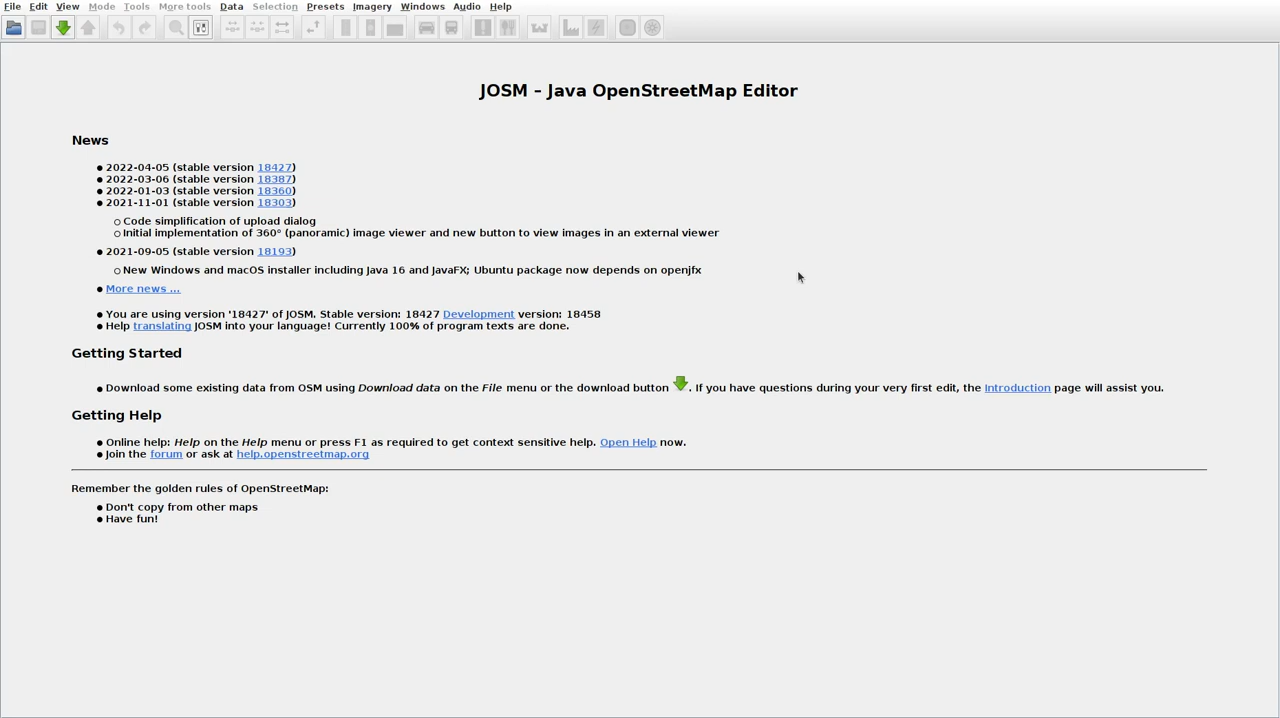 File Edit View Mode Tools More tools Data Selection Presets Imagery Windows Audio Help
JOSM – Java OpenStreetMap Editor
News
2022-04-05 (stable version 18427)
2022-03-06 (stable version 18387)
2022-01-03 (stable version 18360)
2021-11-01 (stable version 18303)
Code simplification of upload dialog
Initial implementation of 360° (panoramic) image viewer and new button to view images in an external viewer
2021-09-05 (stable version 18193)
New Windows and macOS installer including Java 16 and JavaFX; Ubuntu package now depends on openjfx
More news ...
You are using version '18427' of JOSM. Stable version: 18427 Development version: 18458
Help translating JOSM into your language! Currently 100% of program texts are done.
Getting Started
Download some existing data from OSM using Download data on the File menu or the download button . If you have questions during your very first edit, the Introduction page will assist you.
Getting Help
Online help: Help on the Help menu or press F1 as required to get context sensitive help. Open Help now.
Join the forum or ask at help.openstreetmap.org
Remember the golden rules of OpenStreetMap:
Don't copy from other maps
Have fun!